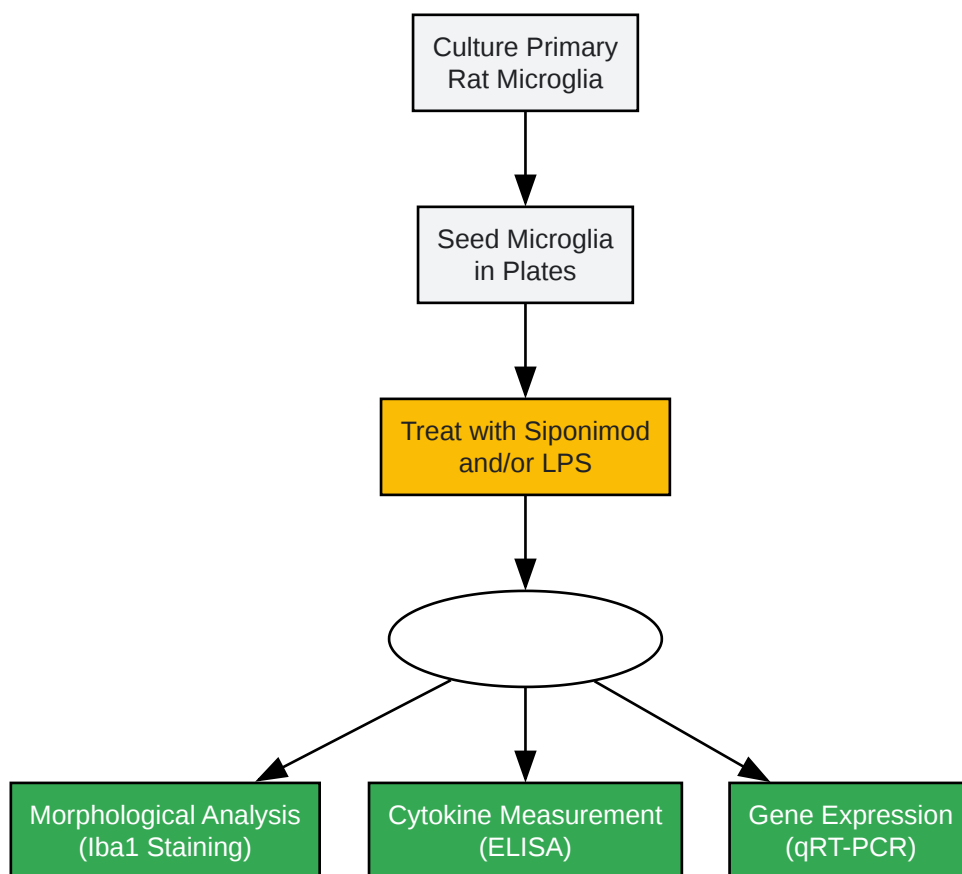 Culture Primary
Rat Microglia
Seed Microglia
in Plates
Treat with Siponimod
and/or LPS
Morphological Analysis
(Iba1 Staining)
Cytokine Measurement
(ELISA)
Gene Expression
(qRT-PCR)